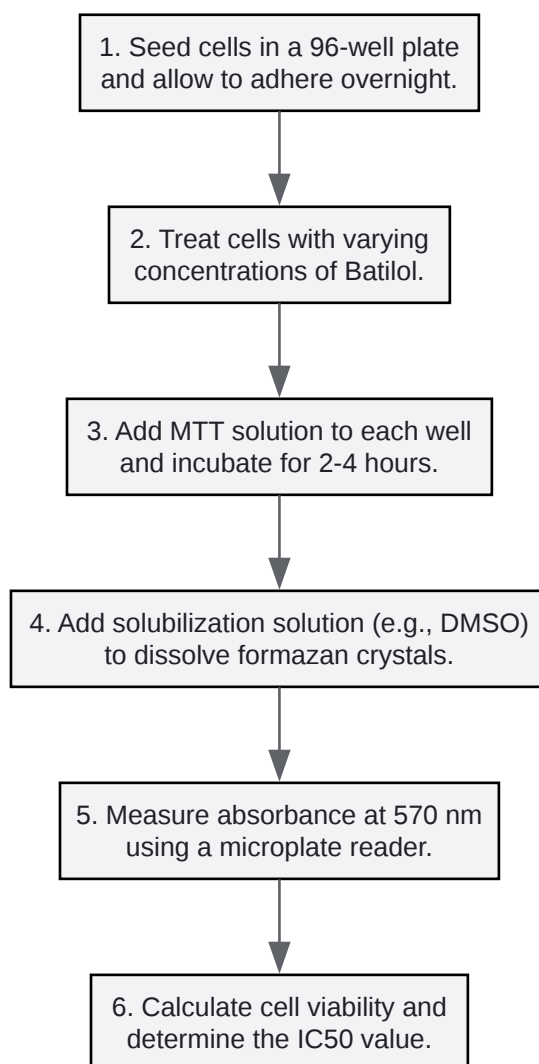 1. Seed cells in a 96-well plate
and allow to adhere overnight.
2. Treat cells with varying
concentrations of Batilol.
3. Add MTT solution to each well
and incubate for 2-4 hours.
4. Add solubilization solution (e.g., DMSO)
to dissolve formazan crystals.
5. Measure absorbance at 570 nm
using a microplate reader.
6. Calculate cell viability and
determine the IC50 value.